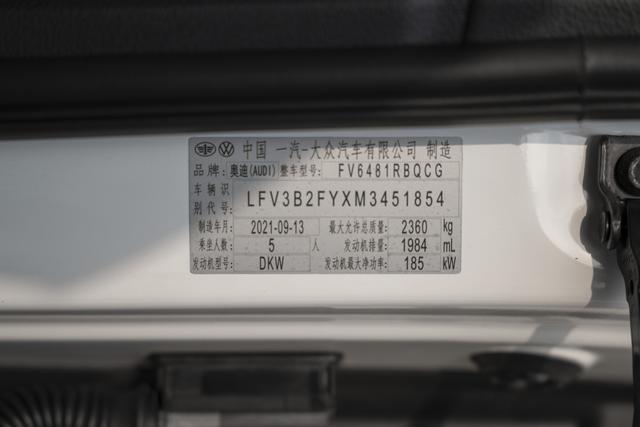 中国 一汽-大众汽车有限公司 制造
品牌: 奥迪(AUDI) 整车型号: FV6481RBQCG
车辆识别代号: LFV3B2FYXM3451854
制造年月: 2021-09-13 最大允许总质量: 2360 kg
乘坐人数: 5 人 发动机排量: 1984 mL
发动机型号: DKW 发动机最大净功率: 185 kW